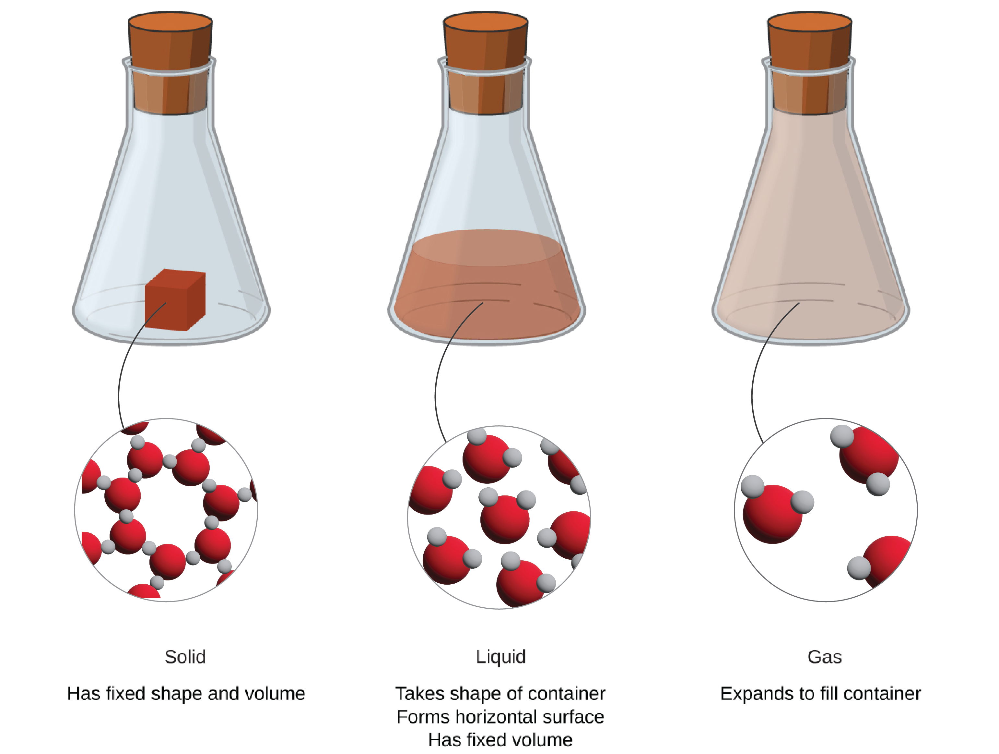 Solid
Has fixed shape and volume
Liquid
Takes shape of container
Forms horizontal surface
Has fixed volume
Gas
Expands to fill container